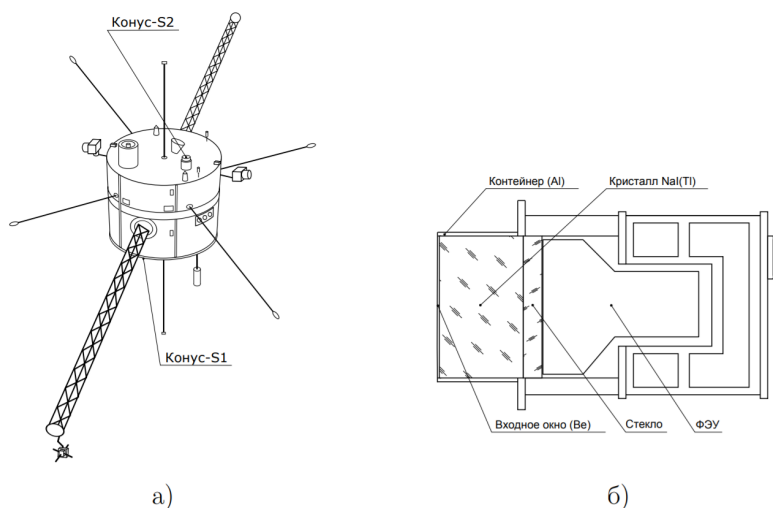 Конус-S2
Конус-S1
а)
Контейнер (Al)
Кристалл NaI(Tl)
Входное окно (Be)
Стекло
ФЭУ
б)